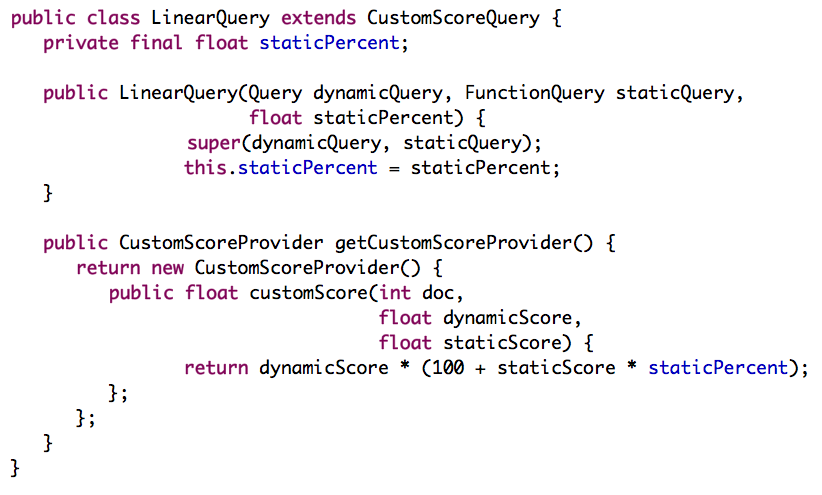 public class LinearQuery extends CustomScoreQuery {
private final float staticPercent;
public LinearQuery(Query dynamicQuery, FunctionQuery staticQuery,
float staticPercent) {
super(dynamicQuery, staticQuery);
this.staticPercent = staticPercent;
}
public CustomScoreProvider getCustomScoreProvider() {
return new CustomScoreProvider() {
public float customScore(int doc,
float dynamicScore,
float staticScore) {
return dynamicScore * (100 + staticScore * staticPercent);
};
};
}
}